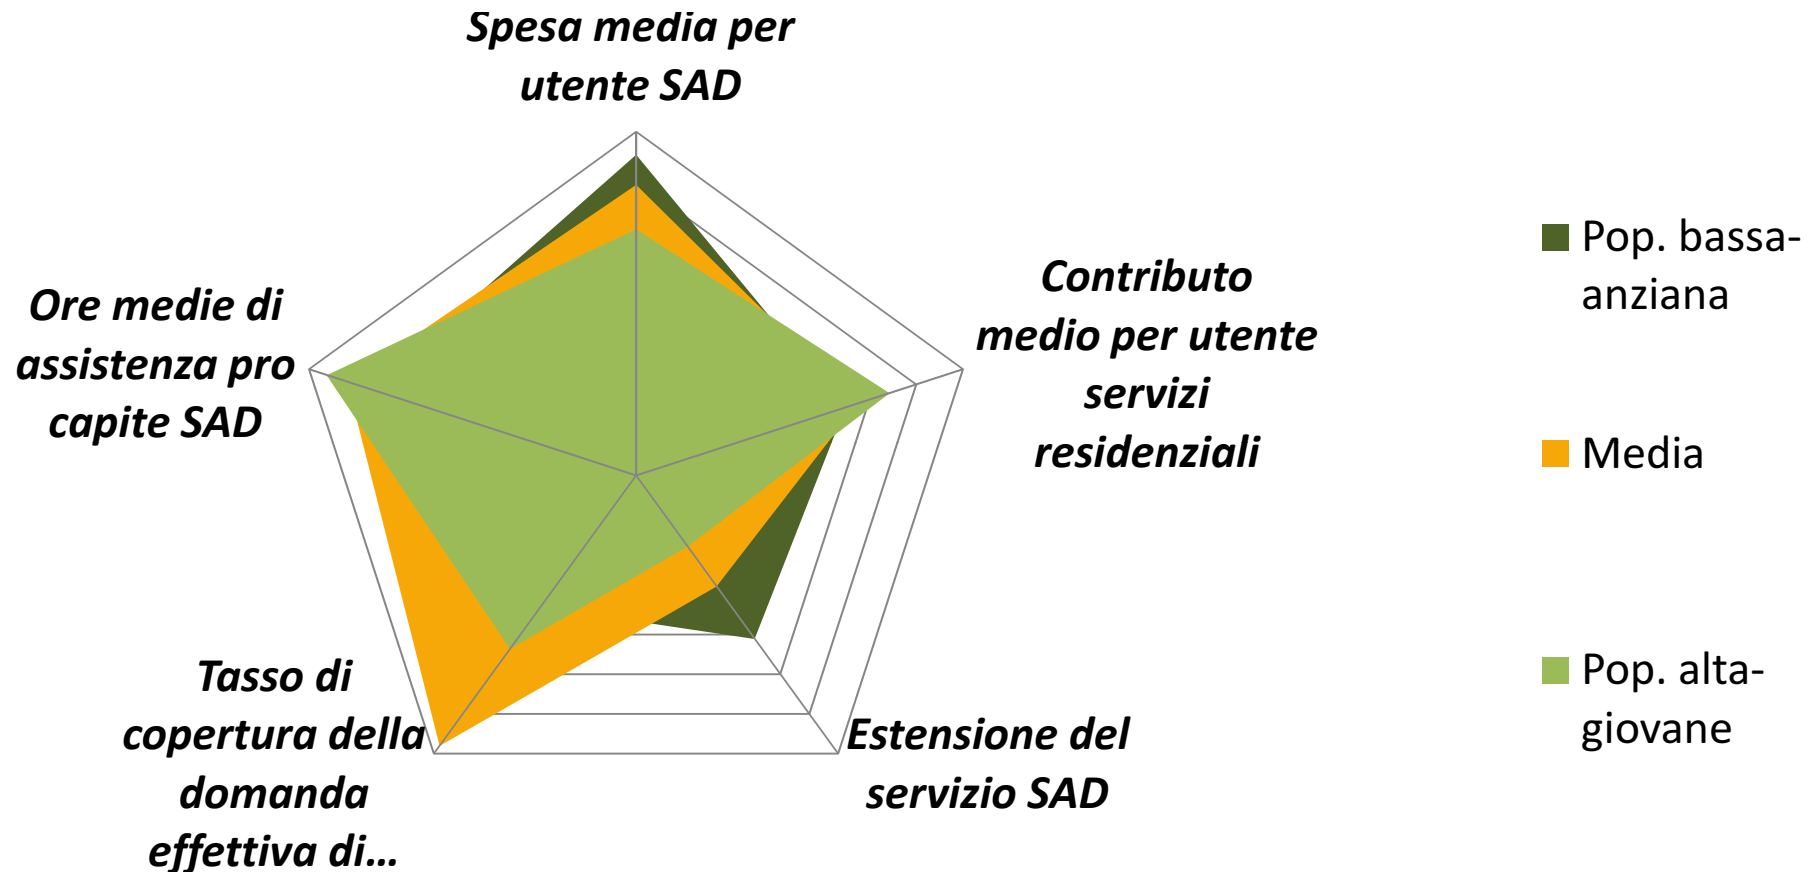 Spesa media per
utente SAD
Contributo
medio per utente
servizi
residenziali
Estensione del
servizio SAD
Tasso di
copertura della
domanda
effettiva di...
Ore medie di
assistenza pro
capite SAD
Pop. bassa-
anziana
Media
Pop. alta-
giovane